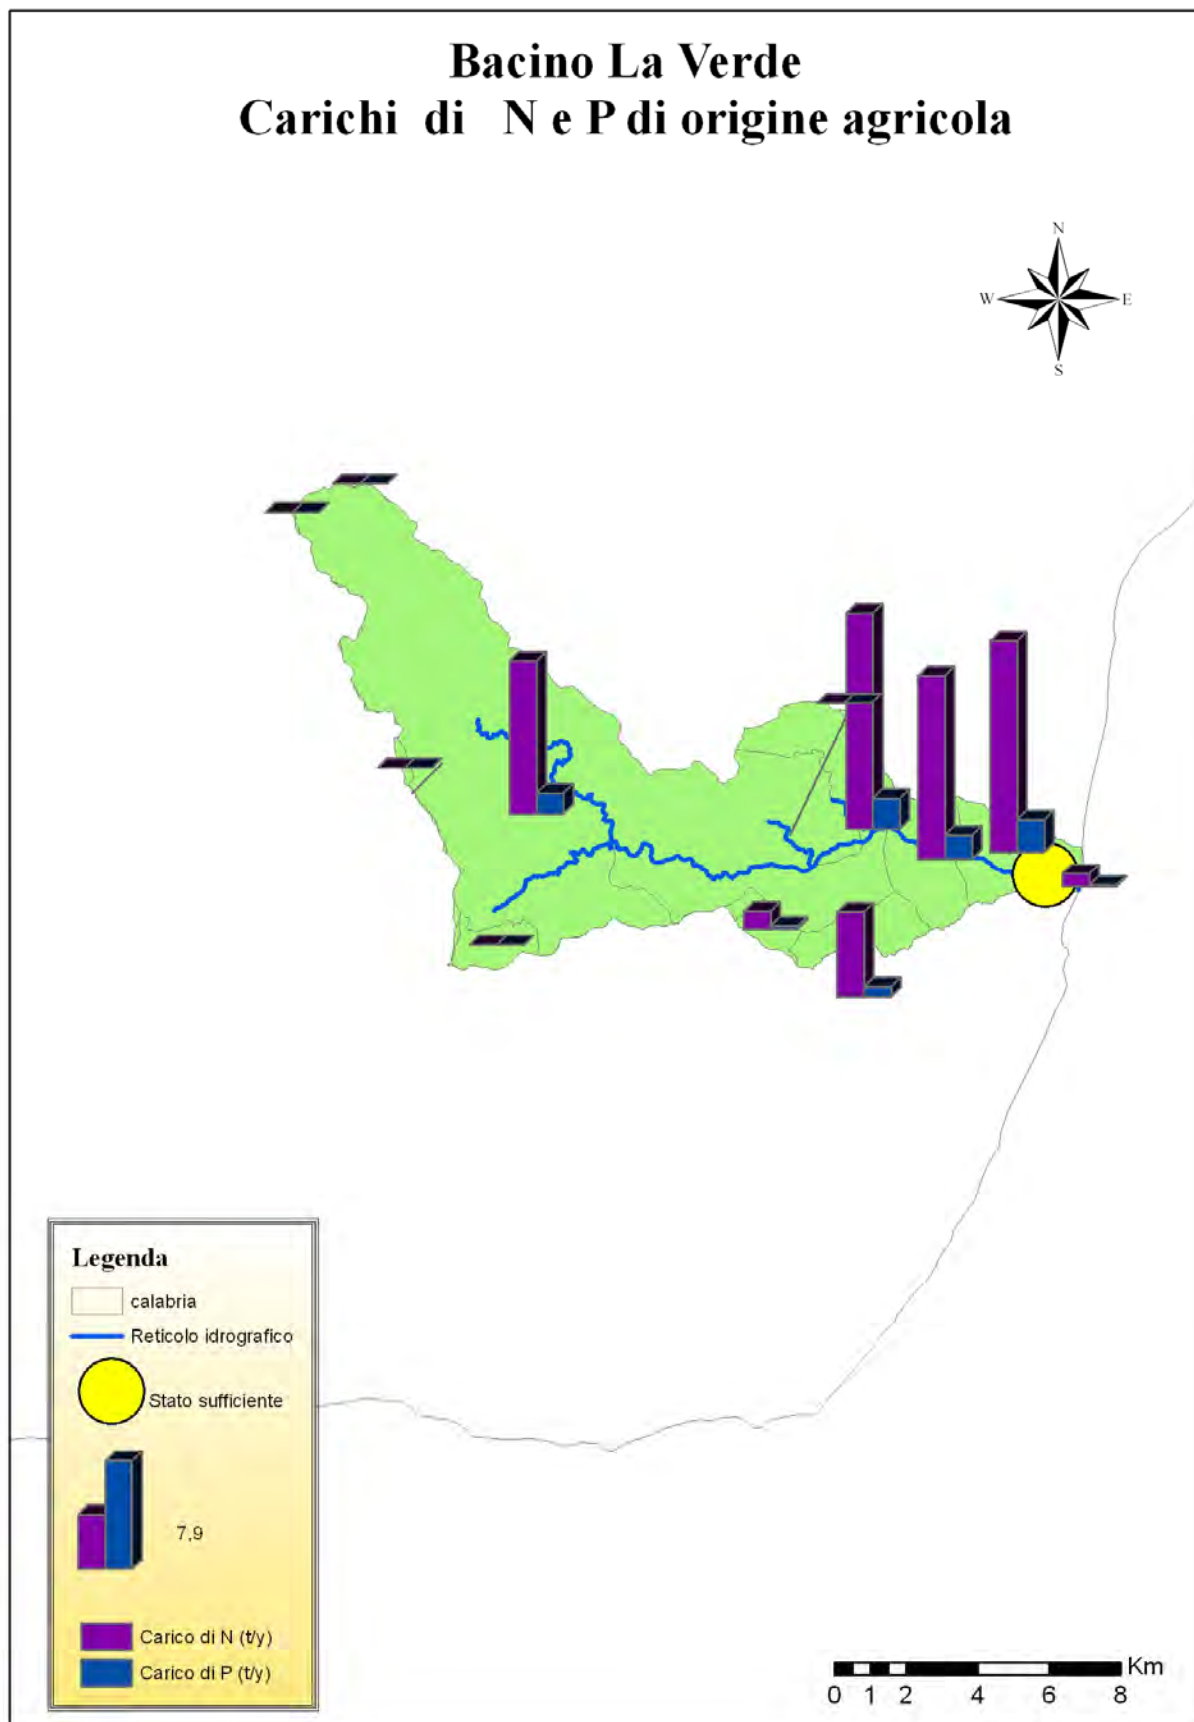 Bacino La Verde
Carichi di N e P di origine agricola
N
W E
S
Legenda
calabria
Reticolo idrografico
Stato sufficiente
7,9
Carico di N (t/y)
Carico di P (t/y)
Km
0 1 2 4 6 8